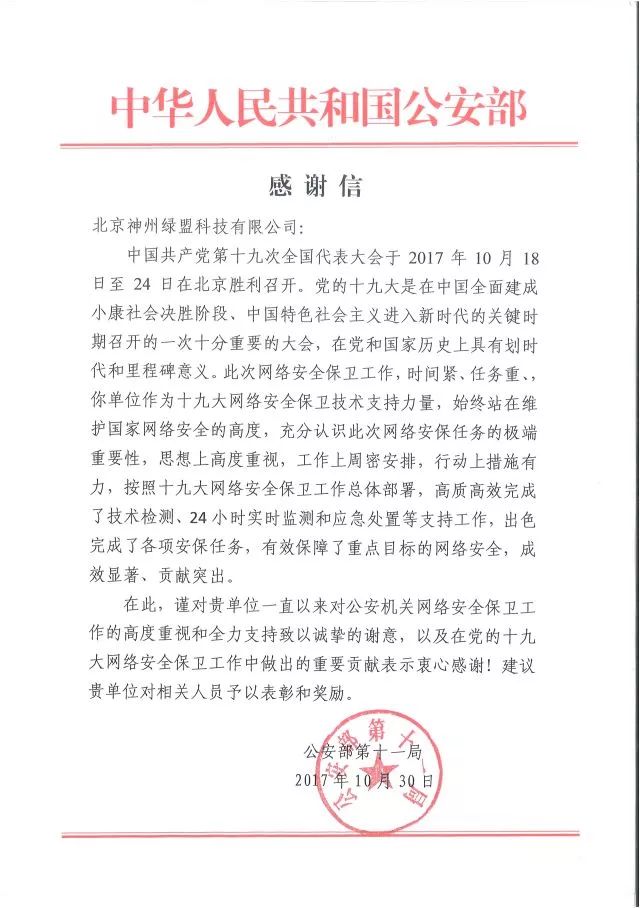 中华人民共和国公安部
感谢信
北京神州绿盟科技有限公司：
中国共产党第十九次全国代表大会于 2017 年 10 月 18
日至 24 日在北京胜利召开。党的十九大是在中国全面建成
小康社会决胜阶段、中国特色社会主义进入新时代的关键时
期召开的一次十分重要的大会，在党和国家历史上具有划时
代和里程碑意义。此次网络安全保卫工作，时间紧、任务重、，
你单位作为十九大网络安全保卫技术支持力量，始终站在维
护国家网络安全的高度，充分认识此次网络安保任务的极端
重要性，思想上高度重视，工作上周密安排，行动上措施有
力，按照十九大网络安全保卫工作总体部署，高质高效完成
了技术检测、24 小时实时监测和应急处置等支持工作，出色
完成了各项安保任务，有效保障了重点目标的网络安全，成
效显著、贡献突出。
在此，谨对贵单位一直以来对公安机关网络安全保卫工
作的高度重视和全力支持致以诚挚的谢意，以及在党的十九
大网络安全保卫工作中做出的重要贡献表示衷心感谢！建议
贵单位对相关人员予以表彰和奖励。
公安部第十一局
2017 年 10 月 30 日
公安部第十一局